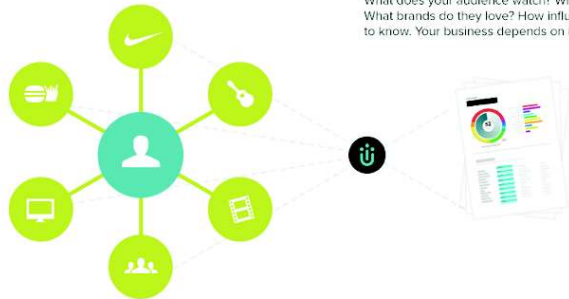 What does your audience watch?
What brands do they love? How
to know. Your business depends on